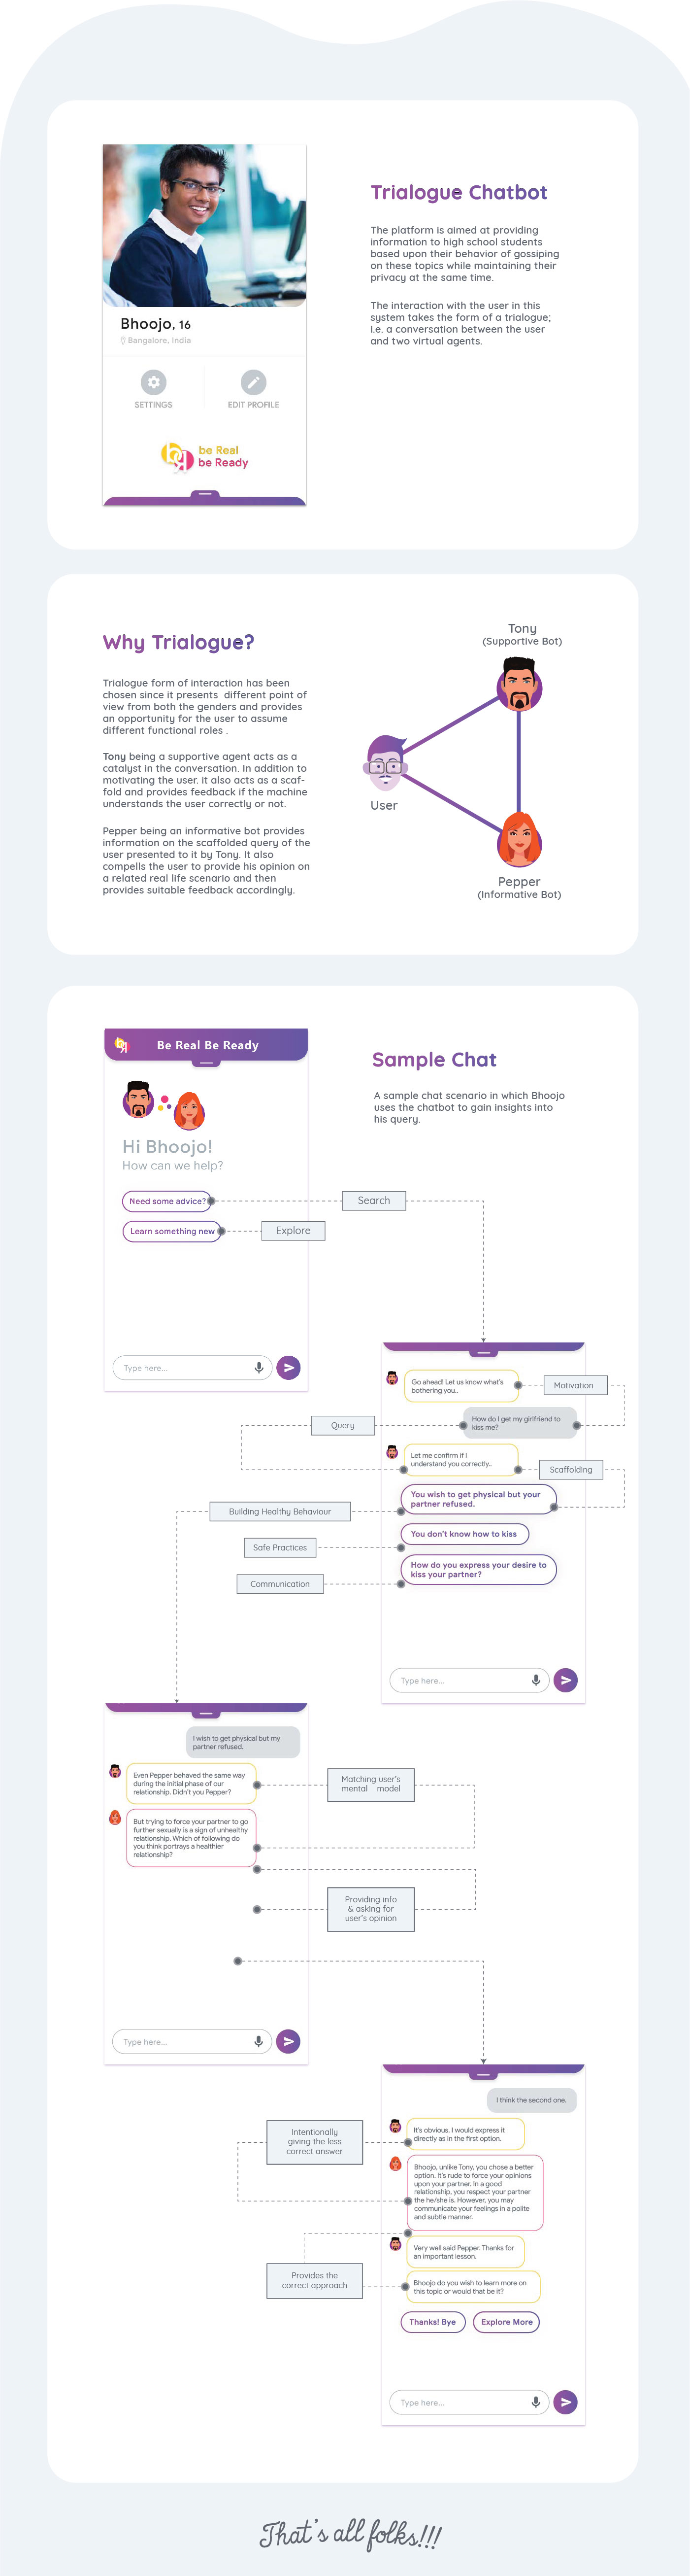 Bhoojo, 16
Bangalore, India
SETTINGS
EDIT PROFILE
be Real
be Ready
Trialogue Chatbot
The platform is aimed at providing
information to high school students
based upon their behavior of gossiping
on these topics while maintaining their
privacy at the same time.
The interaction with the user in this
system takes the form of a trialogue;
i.e. a conversation between the user
and two virtual agents.
Why Trialogue?
Trialogue form of interaction has been
chosen since it presents different point of
view from both the genders and provides
an opportunity for the user to assume
different functional roles .
Tony being a supportive agent acts as a
catalyst in the conversation. In addition to
motivating the user. it also acts as a scaf-
fold and provides feedback if the machine
understands the user correctly or not.
Pepper being an informative bot provides
information on the scaffolded query of the
user presented to it by Tony. It also
compells the user to provide his opinion on
a related real life scenario and then
provides suitable feedback accordingly.
Tony
(Supportive Bot)
User
Pepper
(Informative Bot)
Be Real Be Ready
Hi Bhoojo!
How can we help?
Need some advice?
Learn something new
Type here...
Sample Chat
A sample chat scenario in which Bhoojo
uses the chatbot to gain insights into
his query.
Search
Explore
Go ahead! Let us know what's
bothering you..
Motivation
How do I get my girlfriend to
kiss me?
Query
Let me confirm if I
understand you correctly..
Scaffolding
You wish to get physical but your
partner refused.
You don't know how to kiss
How do you express your desire to
kiss your partner?
Building Healthy Behaviour
Safe Practices
Communication
Type here...
I wish to get physical but my
partner refused.
Even Pepper behaved the same way
during the initial phase of our
relationship. Didn't you Pepper?
But trying to force your partner to go
further sexually is a sign of unhealthy
relationship. Which of following do
you think portrays a healthier
relationship?
Matching user's
mental model
Providing info
& asking for
user's opinion
Type here...
I think the second one.
It's obvious. I would express it
directly as in the first option.
Bhoojo, unlike Tony, you chose a better
option. It's rude to force your opinions
upon your partner. In a good
relationship, you respect your partner
the he/she is. However, you may
communicate your feelings in a polite
and subtle manner.
Very well said Pepper. Thanks for
an important lesson.
Bhoojo do you wish to learn more on
this topic or would that be it?
Thanks! Bye
Explore More
Intentionally
giving the less
correct answer
Provides the
correct approach
Type here...
That's all folks!!!